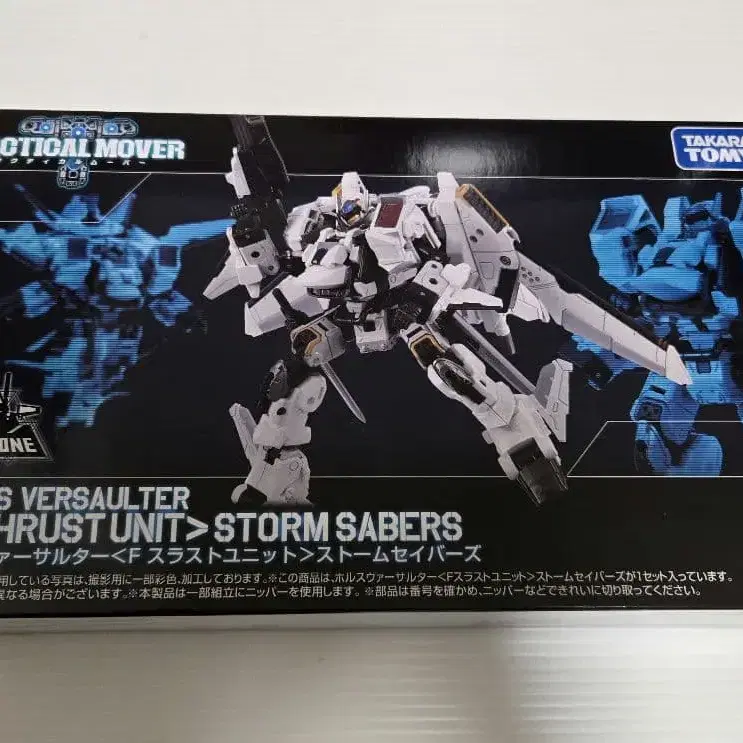 CTICAL MOVER
クティカルムーバー
TAKARA
TOMY
ONE
S VERSAULTER
HRUST UNIT> STORM SABERS
ァーサルター<F スラストユニット>ストームセイバーズ
用している写真は、撮影用に一部彩色、加工しております。※この商品は、ホルスヴァーサルター<Fスラストユニット>ストームセイバーズが1セット入っています。
異なる場合がございます。※本製品は一部組立にニッパーを使用します。※部品は番号を確かめ、ニッパーなどできれいに切り取ってください。